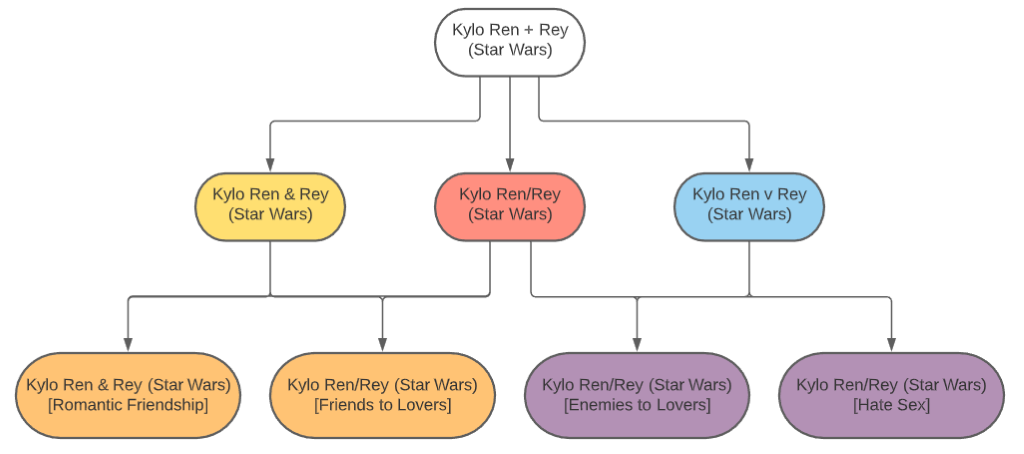 Kylo Ren + Rey
(Star Wars)
Kylo Ren & Rey
(Star Wars)
Kylo Ren/Rey
(Star Wars)
Kylo Ren v Rey
(Star Wars)
Kylo Ren & Rey (Star Wars)
[Romantic Friendship]
Kylo Ren/Rey (Star Wars)
[Friends to Lovers]
Kylo Ren/Rey (Star Wars)
[Enemies to Lovers]
Kylo Ren/Rey (Star Wars)
[Hate Sex]